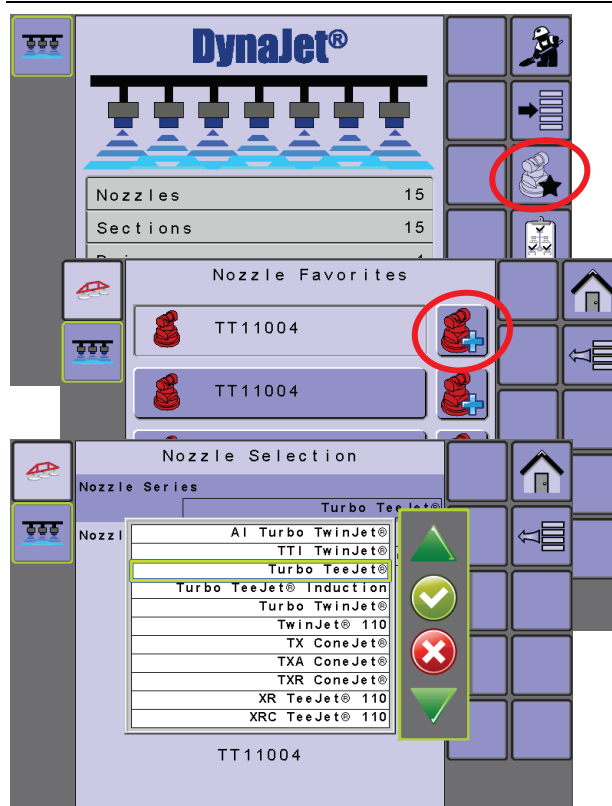 DynaJet®
Nozzles 15
Sections 15
Nozzle Favorites
TT11004
TT11004
Nozzle Selection
Nozzle Series
Turbo TeeJet®
AI Turbo TwinJet®
TTI TwinJet®
Turbo TeeJet®
Turbo TeeJet® Induction
Turbo TwinJet®
TwinJet® 110
TX ConeJet®
TXA ConeJet®
TXR ConeJet®
XR TeeJet® 110
XRC TeeJet® 110
TT11004